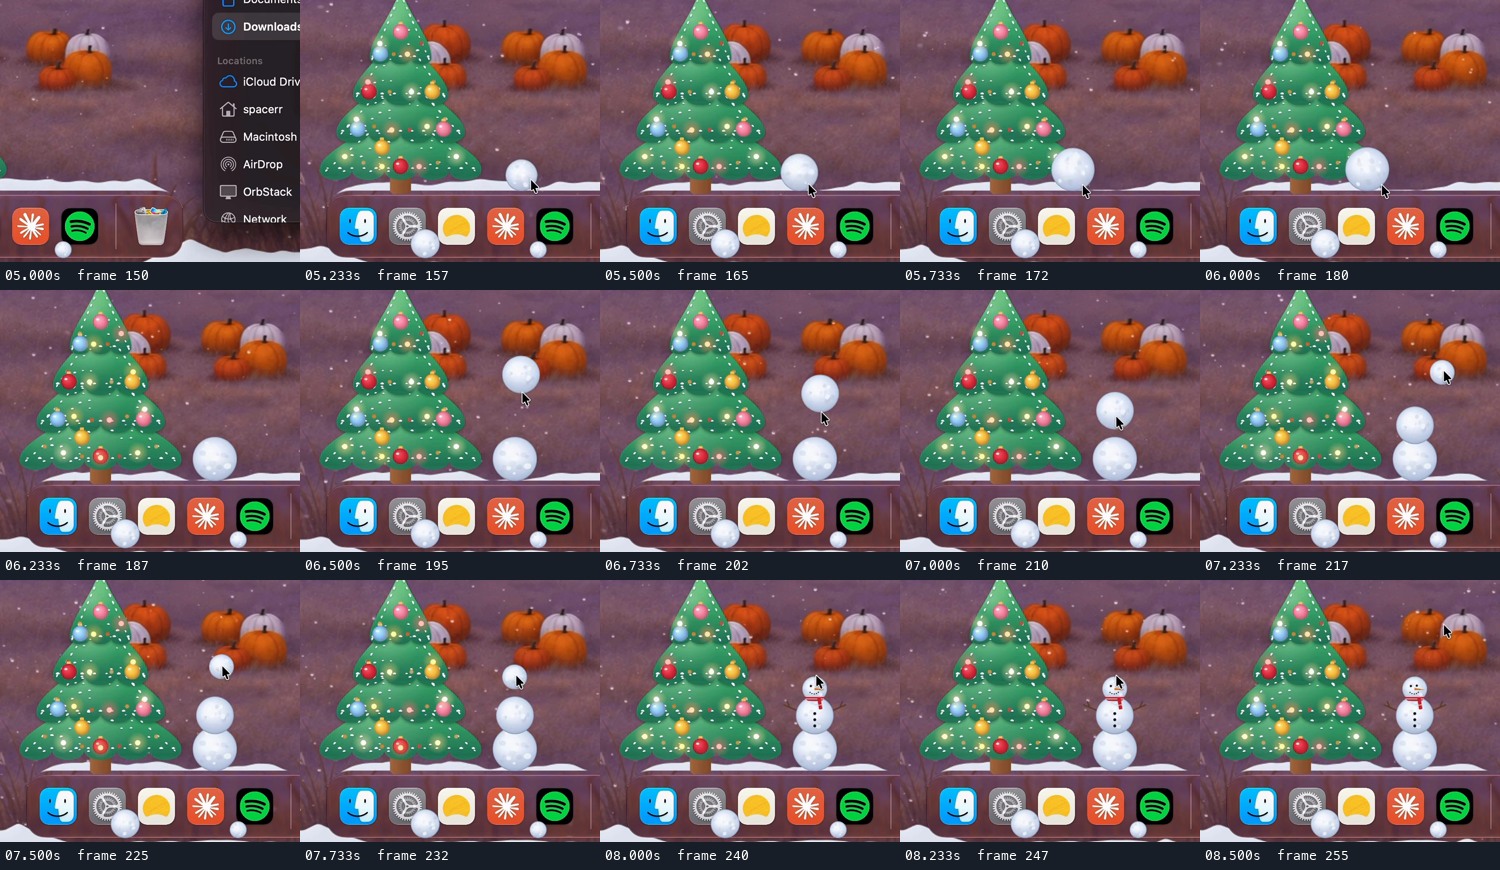 Documents
Downloads
Locations
iCloud Driv
spacerr
Macintosh
AirDrop
OrbStack
Network
05.000s frame 150
05.233s frame 157
05.500s frame 165
05.733s frame 172
06.000s frame 180
06.233s frame 187
06.500s frame 195
06.733s frame 202
07.000s frame 210
07.233s frame 217
07.500s frame 225
07.733s frame 232
08.000s frame 240
08.233s frame 247
08.500s frame 255